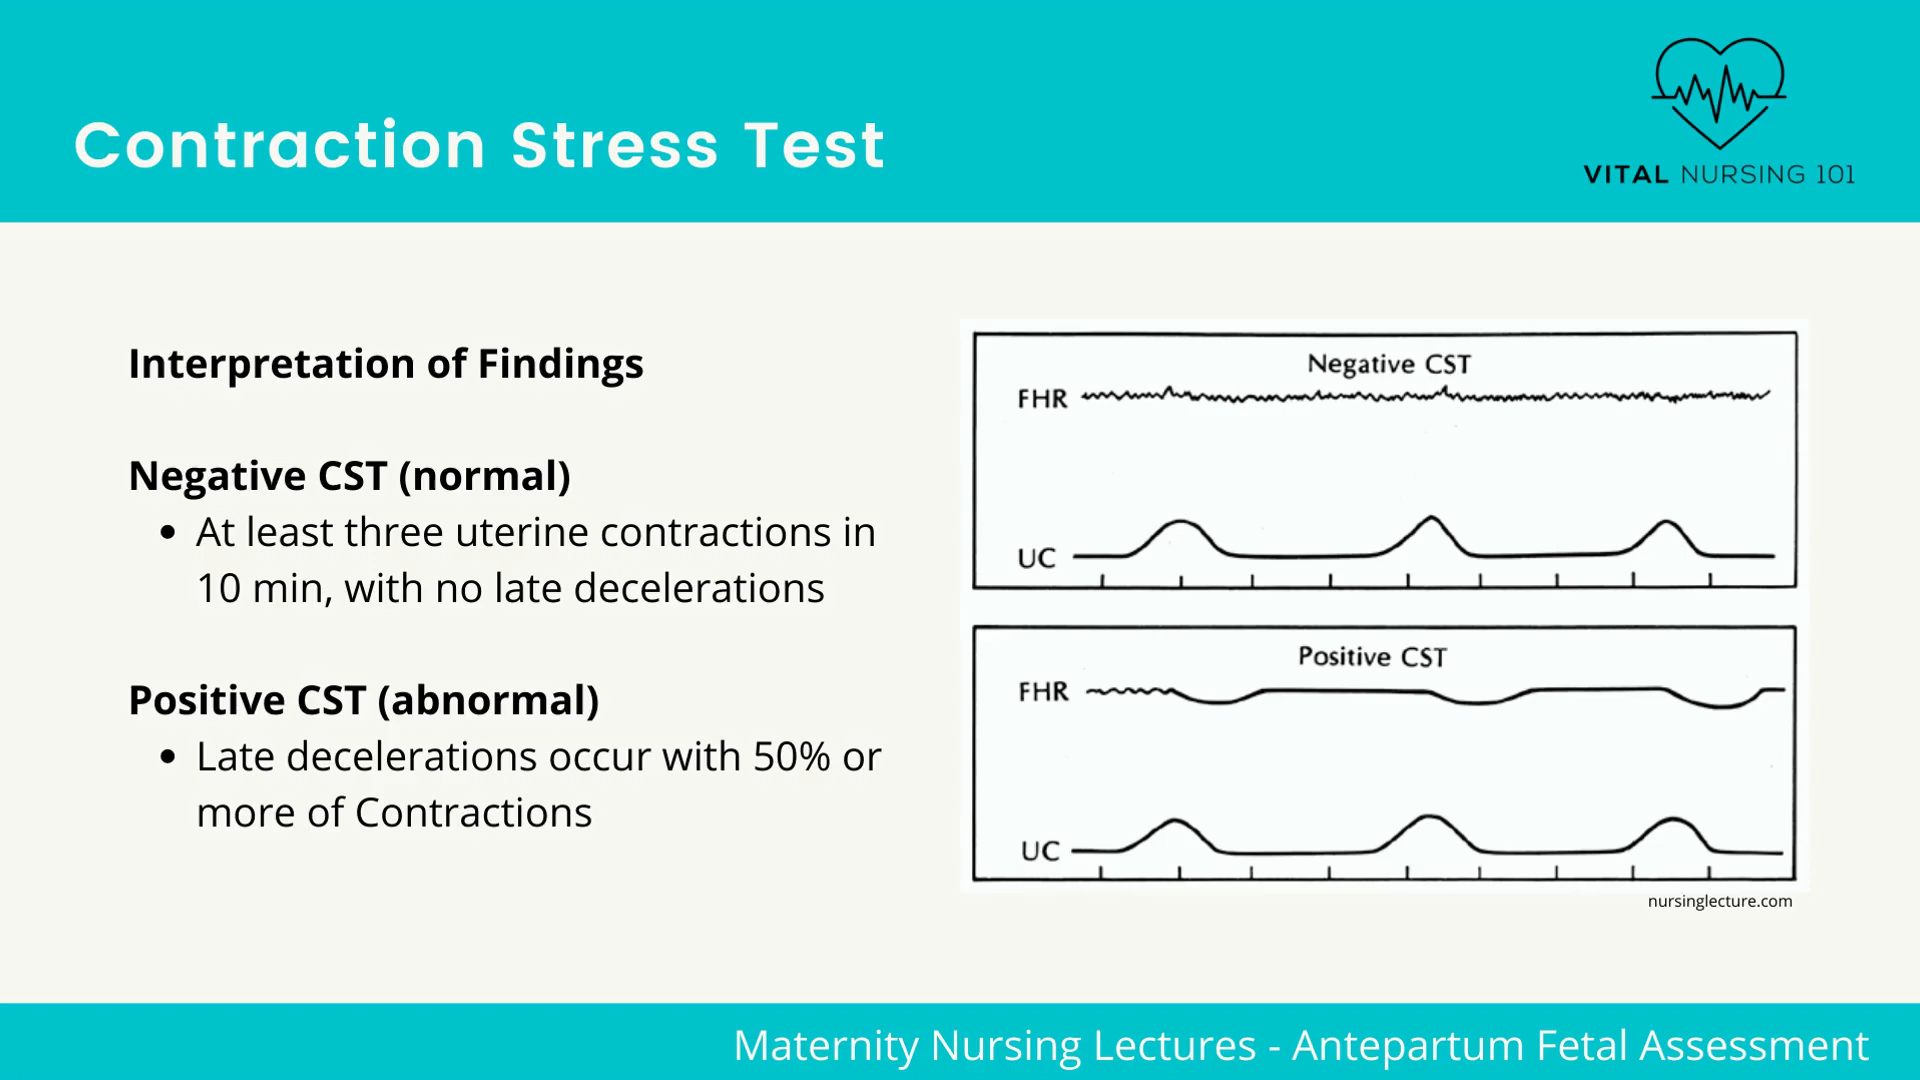 Contraction Stress Test
VITAL NURSING 101
Interpretation of Findings
Negative CST (normal)
• At least three uterine contractions in
10 min, with no late decelerations
Positive CST (abnormal)
• Late decelerations occur with 50% or
more of Contractions
Negative CST
FHR
UC
Positive CST
FHR
UC
nursinglecture.com
Maternity Nursing Lectures - Antepartum Fetal Assessment